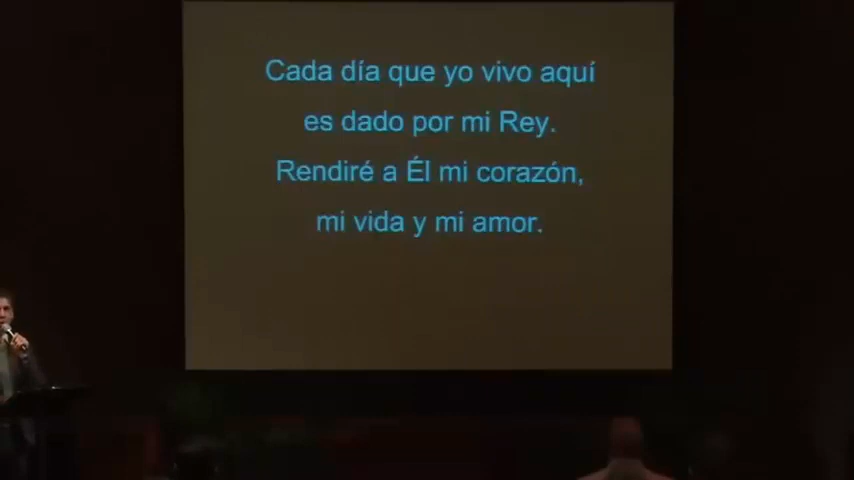 Cada día que yo vivo aquí
es dado por mi Rey.
Rendiré a Él mi corazón,
mi vida y mi amor.